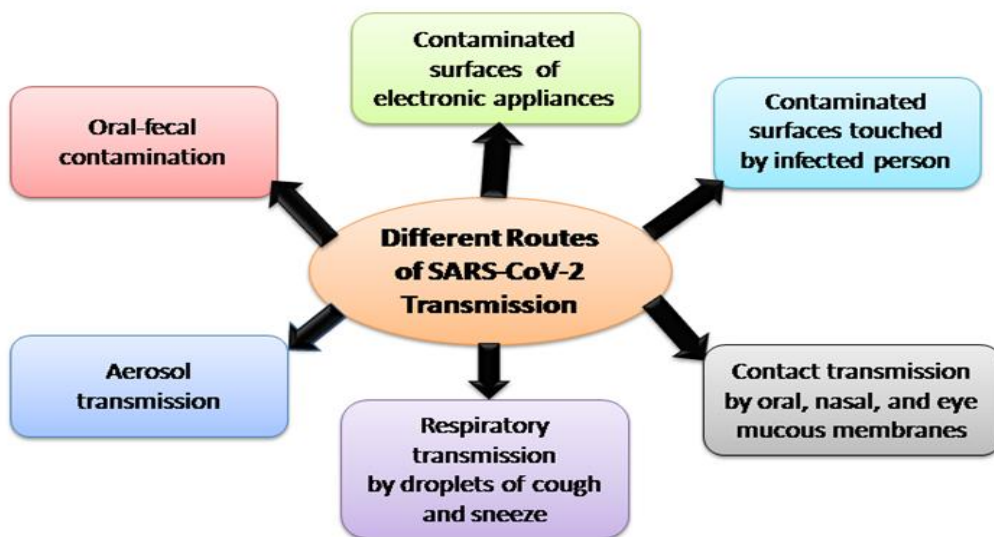 Contaminated
surfaces of
electronic appliances
Oral-fecal
contamination
Contaminated
surfaces touched
by infected person
Different Routes
of SARS-CoV-2
Transmission
Aerosol
transmission
Respiratory
transmission
by droplets of cough
and sneeze
Contact transmission
by oral, nasal, and eye
mucous membranes